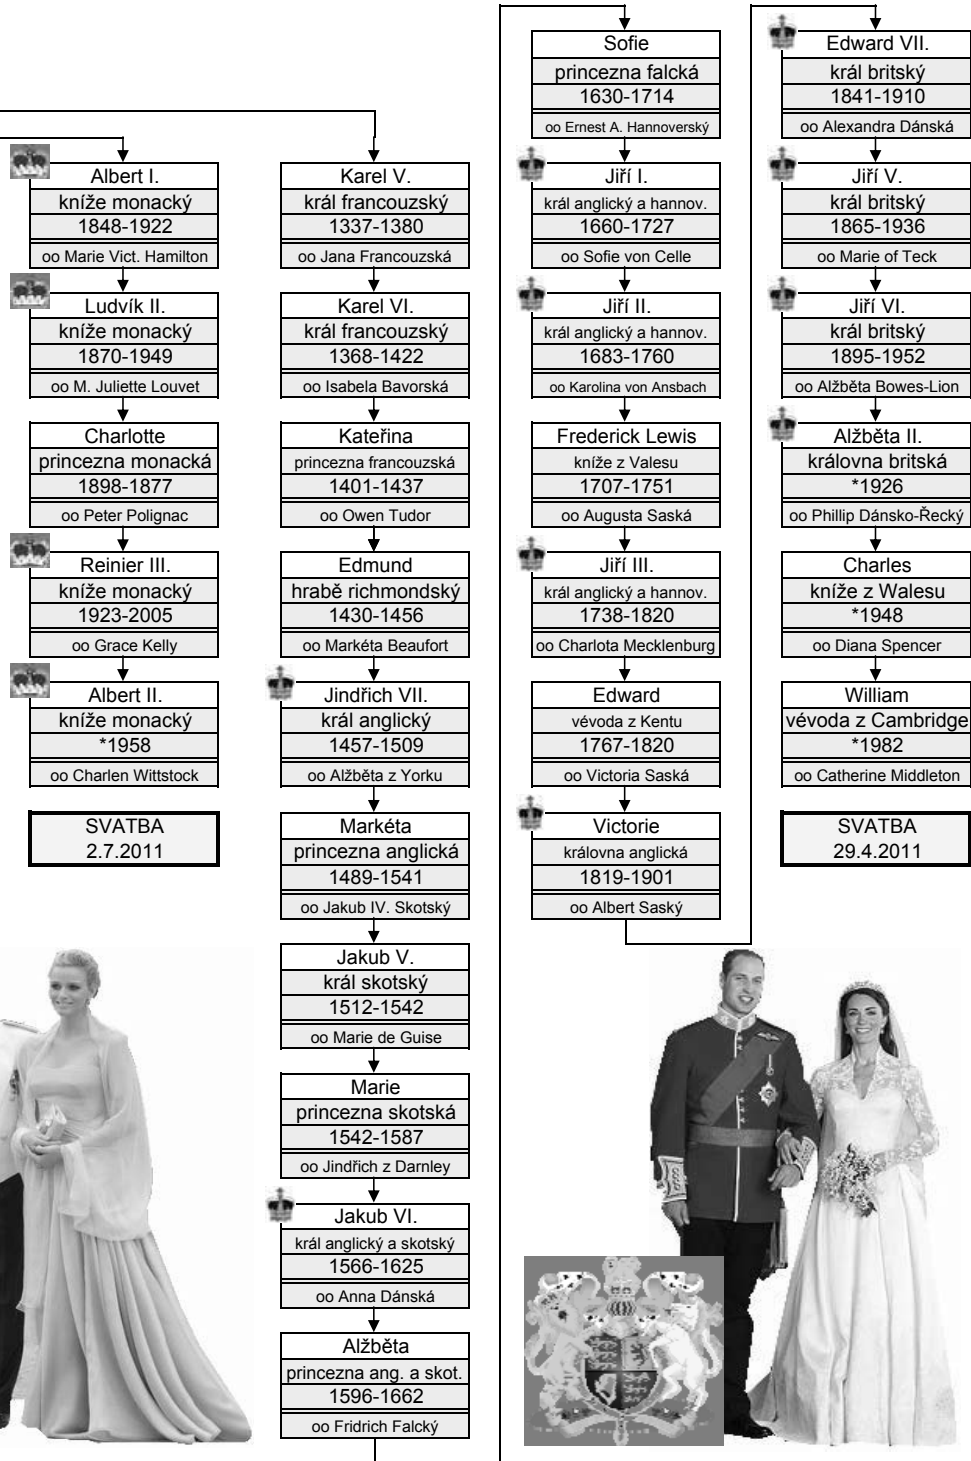 Albert I.
kníže monacký
1848-1922
oo Marie Vict. Hamilton
Ludvík II.
kníže monacký
1870-1949
oo M. Juliette Louvet
Charlotte
princezna monacká
1898-1877
oo Peter Polignac
Reinier III.
kníže monacký
1923-2005
oo Grace Kelly
Albert II.
kníže monacký
*1958
oo Charlen Wittstock
SVATBA
2.7.2011
Karel V.
král francouzský
1337-1380
oo Jana Francouzská
Karel VI.
král francouzský
1368-1422
oo Isabela Bavorská
Kateřina
princezna francouzská
1401-1437
oo Owen Tudor
Edmund
hrabě richmondský
1430-1456
oo Markéta Beaufort
Jindřich VII.
král anglický
1457-1509
oo Alžběta z Yorku
Markéta
princezna anglická
1489-1541
oo Jakub IV. Skotský
Jakub V.
král skotský
1512-1542
oo Marie de Guise
Marie
princezna skotská
1542-1587
oo Jindřich z Darnley
Jakub VI.
král anglický a skotský
1566-1625
oo Anna Dánská
Alžběta
princezna ang. a skot.
1596-1662
oo Fridrich Falcký
Sofie
princezna falcká
1630-1714
oo Ernest A. Hannoverský
Jiří I.
král anglický a hannov.
1660-1727
oo Sofie von Celle
Jiří II.
král anglický a hannov.
1683-1760
oo Karolina von Ansbach
Frederick Lewis
kníže z Valesu
1707-1751
oo Augusta Saská
Jiří III.
král anglický a hannov.
1738-1820
oo Charlota Mecklenburg
Edward
vévoda z Kentu
1767-1820
oo Victoria Saská
Victorie
královna anglická
1819-1901
oo Albert Saský
Edward VII.
král britský
1841-1910
oo Alexandra Dánská
Jiří V.
král britský
1865-1936
oo Marie of Teck
Jiří VI.
král britský
1895-1952
oo Alžběta Bowes-Lion
Alžběta II.
královna britská
*1926
oo Phillip Dánsko-Řecký
Charles
kníže z Walesu
*1948
oo Diana Spencer
William
vévoda z Cambridge
*1982
oo Catherine Middleton
SVATBA
29.4.2011